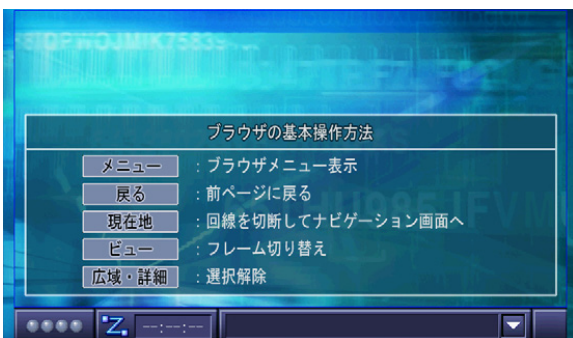 ブラウザの基本操作方法
メニュー : ブラウザメニュー表示
戻る : 前ページに戻る
現在地 : 回線を切断してナビゲーション画面へ
ビュー : フレーム切り替え
広域・詳細 : 選択解除
Z --:--:--